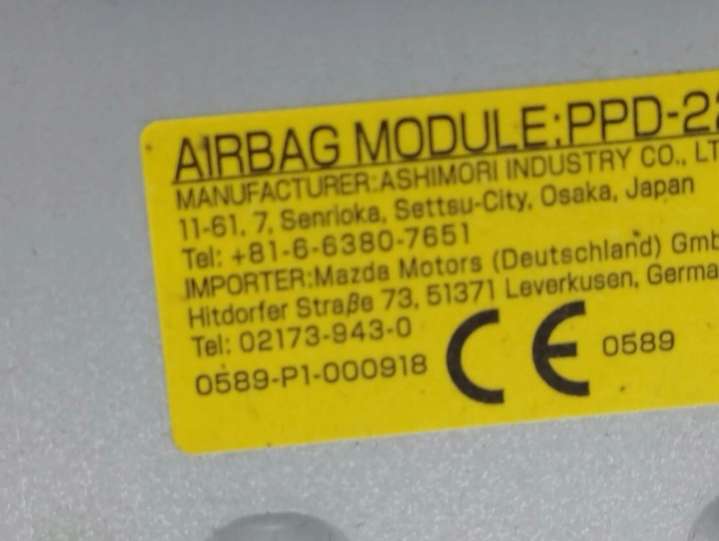 AIRBAG MODULE:PPD-22
MANUFACTURER:ASHIMORI INDUSTRY CO., LT
11-61, 7, Senrioka, Settsu-City, Osaka, Japan
Tel: +81-6-6380-7651
IMPORTER:Mazda Motors (Deutschland) Gmb
Hitdorfer Straβe 73, 51371 Leverkusen, Germa
Tel: 02173-943-0
0589-P1-000918 CE 0589